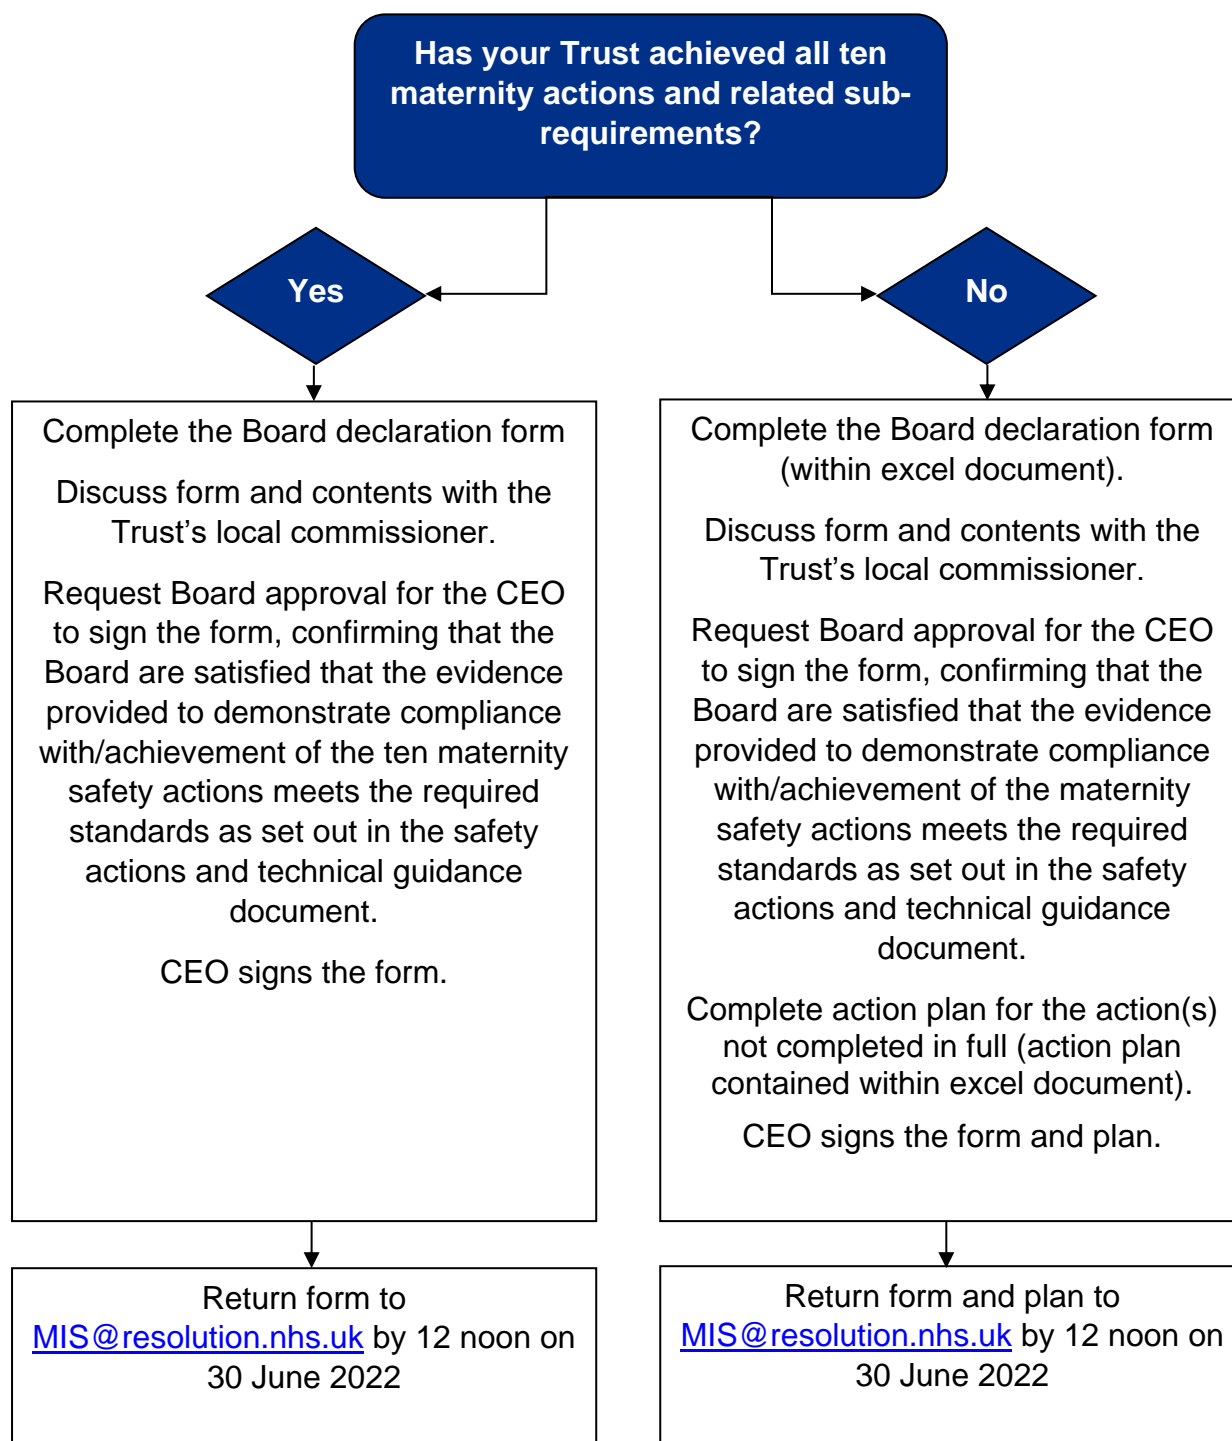 Has your Trust achieved all ten
maternity actions and related sub-
requirements?
Yes
No
Complete the Board declaration form
Discuss form and contents with the
Trust’s local commissioner.
Request Board approval for the CEO
to sign the form, confirming that the
Board are satisfied that the evidence
provided to demonstrate compliance
with/achievement of the ten maternity
safety actions meets the required
standards as set out in the safety
actions and technical guidance
document.
CEO signs the form.
Complete the Board declaration form
(within excel document).
Discuss form and contents with the
Trust’s local commissioner.
Request Board approval for the CEO
to sign the form, confirming that the
Board are satisfied that the evidence
provided to demonstrate compliance
with/achievement of the maternity
safety actions meets the required
standards as set out in the safety
actions and technical guidance
document.
Complete action plan for the action(s)
not completed in full (action plan
contained within excel document).
CEO signs the form and plan.
Return form to
MIS@resolution.nhs.uk by 12 noon on
30 June 2022
Return form and plan to
MIS@resolution.nhs.uk by 12 noon on
30 June 2022